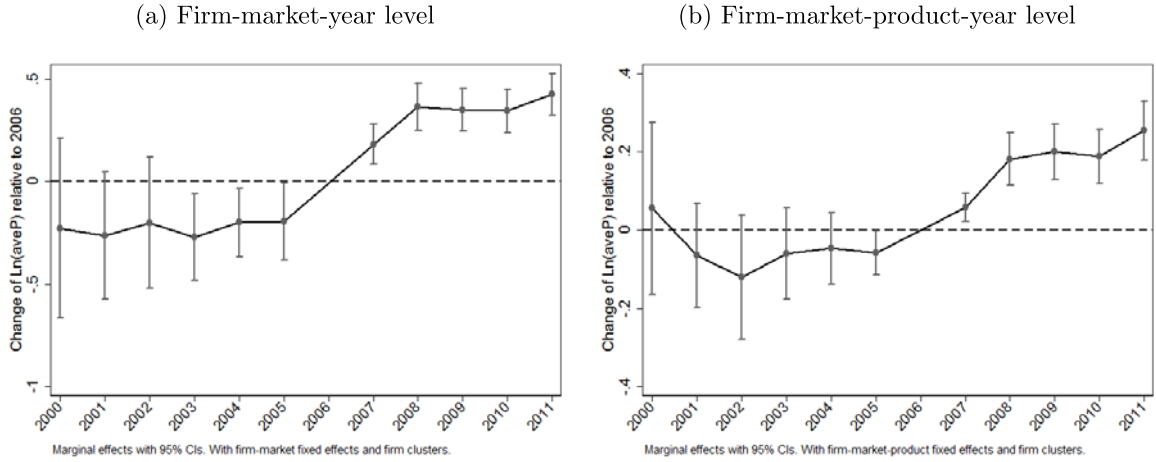 (a) Firm-market-year level
Change of Ln(aveP) relative to 2006
.5
0
-.5
-1
2000 2001 2002 2003 2004 2005 2006 2007 2008 2009 2010 2011
Marginal effects with 95% CIs. With firm-market fixed effects and firm clusters.
(b) Firm-market-product-year level
Change of Ln(aveP) relative to 2006
.4
.2
0
-.2
-.4
2000 2001 2002 2003 2004 2005 2006 2007 2008 2009 2010 2011
Marginal effects with 95% CIs. With firm-market-product fixed effects and firm clusters.